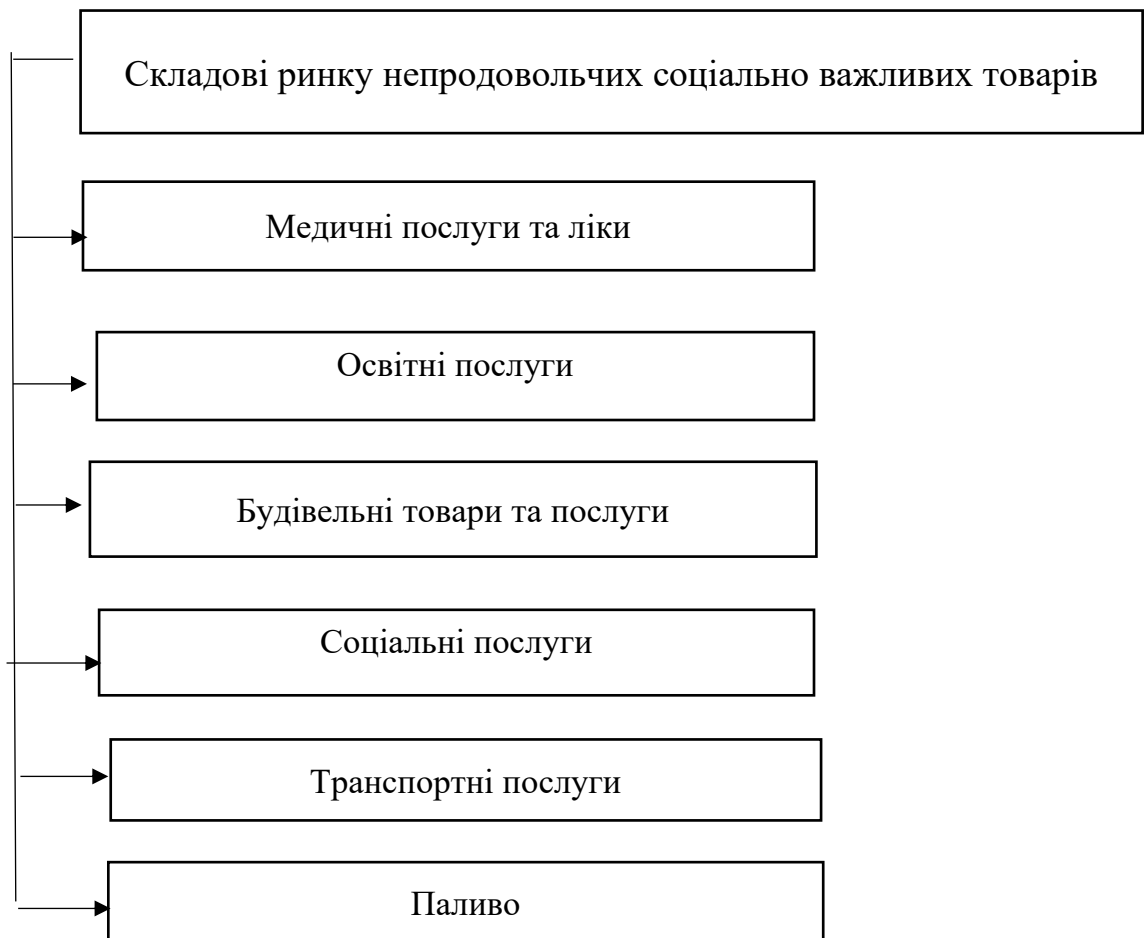 Складові ринку непродовольчих соціально важливих товарів
Медичні послуги та ліки
Освітні послуги
Будівельні товари та послуги
Соціальні послуги
Транспортні послуги
Паливо